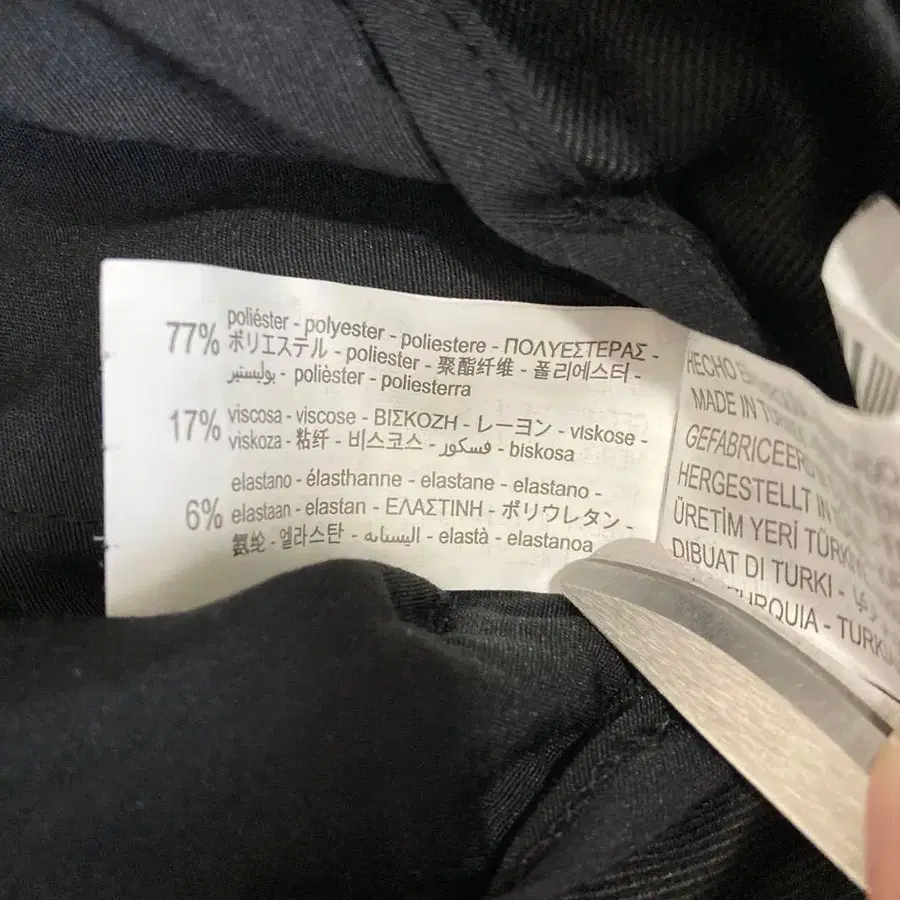 77% poliéster - polyester - poliestere - ΠΟΛΥΕΣΤΕΡΑΣ -
ポリエステル - poliester - 聚酯纤维 - 폴리에스터 -
بوليستير - polièster - poliesterra
17% viscosa - viscose - ΒΙΣΚΟΖΗ - レーヨン - viskose -
viskoza - 粘纤 - 비스코스 - فسكوز - biskosa
elastano - élasthanne - elastane - elastano -
6% elastaan - elastan - ΕΛΑΣΤΙΝΗ - ポリウレタン -
氨纶 - 엘라스탄 - اليستانه - elastà - elastanoa
HECHO
MADE IN
GEFABRICEERD
HERGESTELLT IN
ÜRETİM YERİ
DIBUAT DI TURKI -
TURQUIA - TURKIA